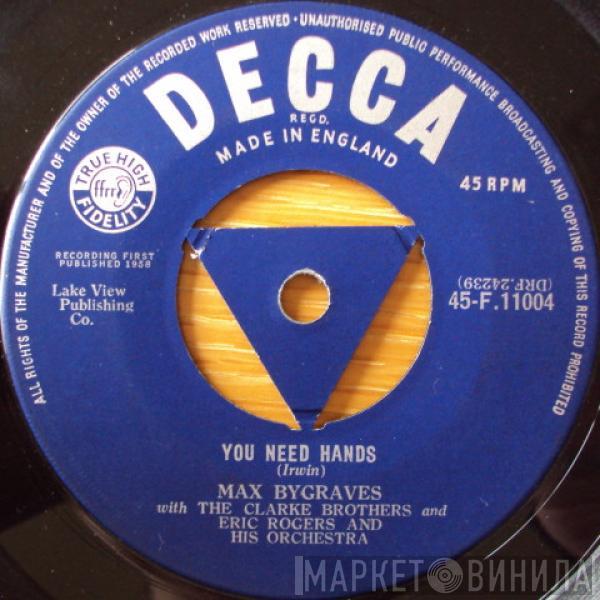 ALL RIGHTS OF THE MANUFACTURER AND OF THE OWNER OF THE RECORDED WORK RESERVED · UNAUTHORISED PUBLIC PERFORMANCE BROADCASTING AND COPYING OF THIS RECORD PROHIBITED
DECCA
REGD.
MADE IN ENGLAND
TRUE HIGH
ffrr
FIDELITY
45 RPM
RECORDING FIRST
PUBLISHED 1958
Lake View
Publishing
Co.
(DRF.24239)
45-F.11004
YOU NEED HANDS
(Irwin)
MAX BYGRAVES
with THE CLARKE BROTHERS and
ERIC ROGERS AND
HIS ORCHESTRA
МАРКЕТ ВИНИЛА